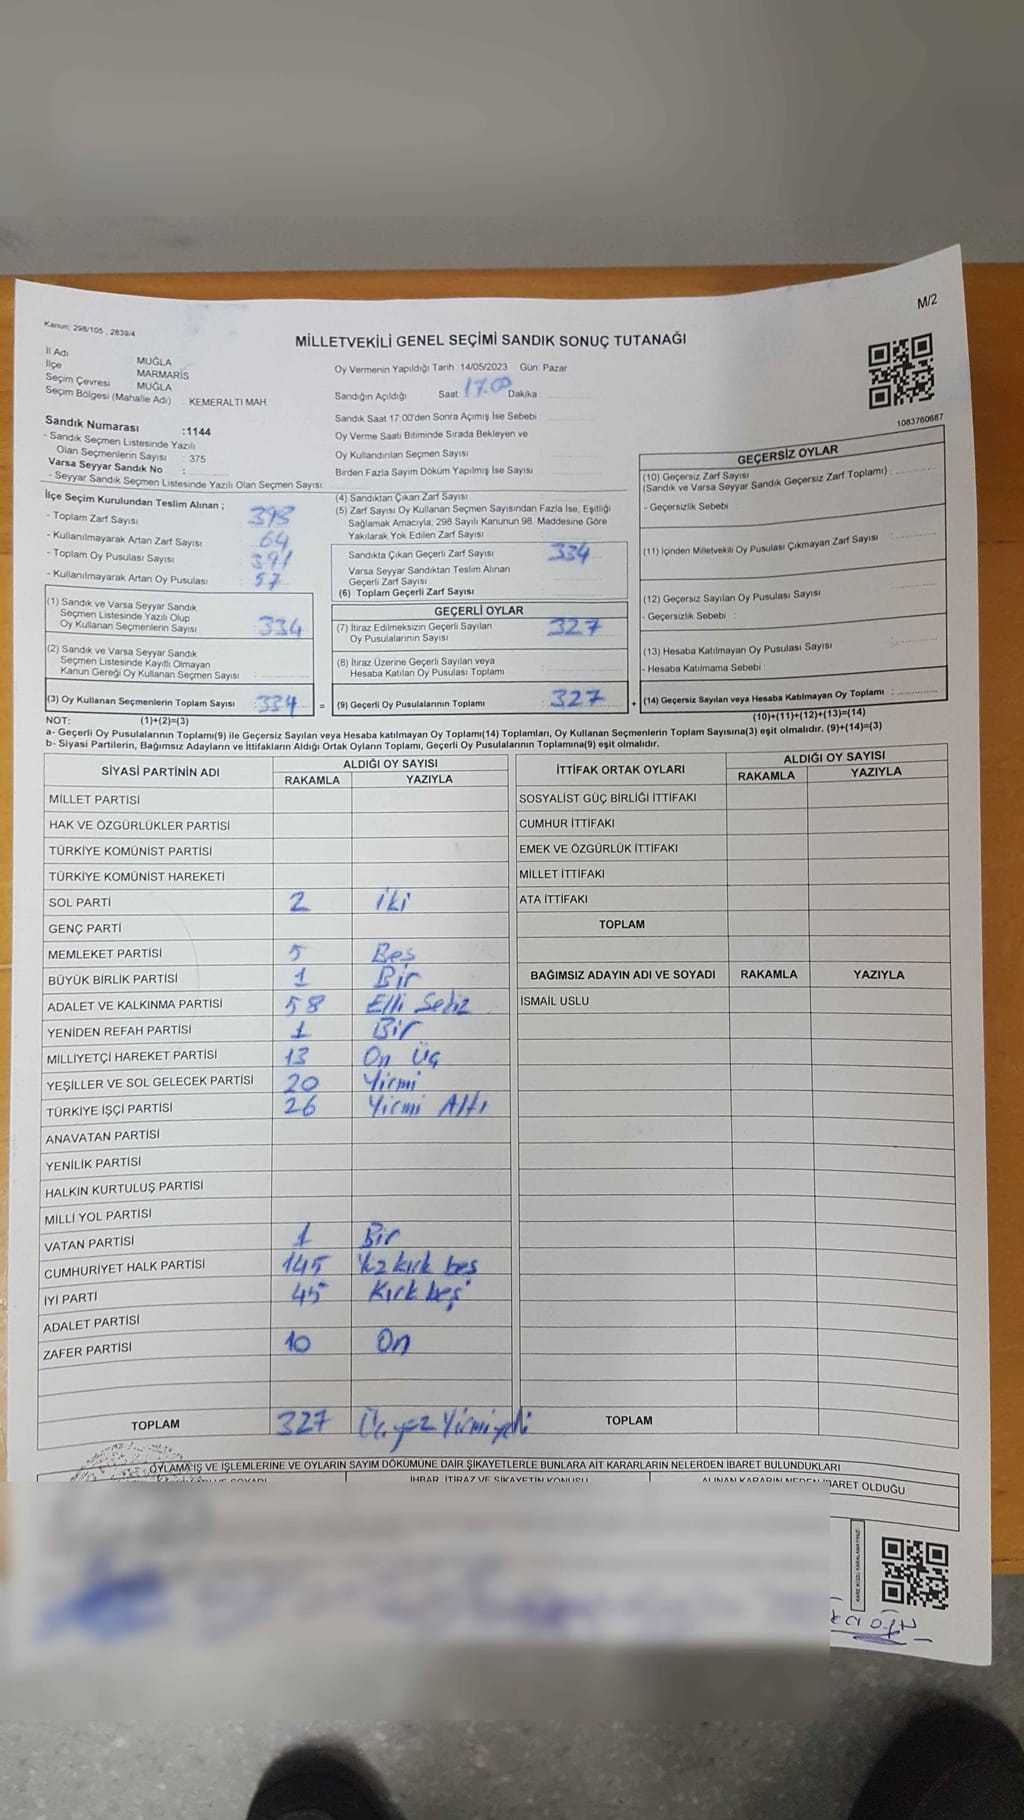 M/2
Kanun; 298/105 , 2839/4
MİLLETVEKİLİ GENEL SEÇİMİ SANDIK SONUÇ TUTANAĞI
İl Adı MUĞLA
İlçe MARMARİS
Seçim Çevresi MUĞLA
Seçim Bölgesi (Mahalle Adı) : KEMERALTI MAH.
Sandık Numarası :1144
- Sandık Seçmen Listesinde Yazılı
Olan Seçmenlerin Sayısı : 375
Varsa Seyyar Sandık No :
- Seyyar Sandık Seçmen Listesinde Yazılı Olan Seçmen Sayısı
Oy Vermenin Yapıldığı Tarih : 14/05/2023 Gün: Pazar
Sandığın Açıldığı Saat: 17.00 Dakika
Sandık Saat 17:00'den Sonra Açmış İse Sebebi
Oy Verme Saati Bitiminde Sırada Bekleyen ve
Oy Kullandırılan Seçmen Sayısı
Birden Fazla Sayım Döküm Yapılmış İse Sayısı
1083760687
İlçe Seçim Kurulundan Teslim Alınan ;
- Toplam Zarf Sayısı 398
- Kullanılmayarak Artan Zarf Sayısı 64
- Toplam Oy Pusulası Sayısı 391
- Kullanılmayarak Artan Oy Pusulası 57
(1) Sandık ve Varsa Seyyar Sandık
Seçmen Listesinde Yazılı Olup
Oy Kullanan Seçmenlerin Sayısı 334
(2) Sandık ve Varsa Seyyar Sandık
Seçmen Listesinde Kayıtlı Olmayan
Kanun Gereği Oy Kullanan Seçmen Sayısı :
(3) Oy Kullanan Seçmenlerin Toplam Sayısı :334 =
(4) Sandıktan Çıkan Zarf Sayısı
(5) Zarf Sayısı Oy Kullanan Seçmen Sayısından Fazla İse, Eşitliği
Sağlamak Amacıyla; 298 Sayılı Kanunun 98. Maddesine Göre
Yakılarak Yok Edilen Zarf Sayısı
Sandıkta Çıkan Geçerli Zarf Sayısı 334
Varsa Seyyar Sandıktan Teslim Alınan
Geçerli Zarf Sayısı
(6) Toplam Geçerli Zarf Sayısı
GEÇERLİ OYLAR
(7) İtiraz Edilmeksizin Geçerli Sayılan
Oy Pusulalarının Sayısı 327
(8) İtiraz Üzerine Geçerli Sayılan veya
Hesaba Katılan Oy Pusulası Toplamı
(9) Geçerli Oy Pusulalarının Toplamı 327 +
GEÇERSİZ OYLAR
(10) Geçersiz Zarf Sayısı
(Sandık ve Varsa Seyyar Sandık Geçersiz Zarf Toplamı) :
- Geçersizlik Sebebi
(11) İçinden Milletvekili Oy Pusulası Çıkmayan Zarf Sayısı
(12) Geçersiz Sayılan Oy Pusulası Sayısı
- Geçersizlik Sebebi :
(13) Hesaba Katılmayan Oy Pusulası Sayısı
- Hesaba Katılmama Sebebi :
(14) Geçersiz Sayılan veya Hesaba Katılmayan Oy Toplamı :
NOT: (1)+(2)=(3) (10)+(11)+(12)+(13)=(14)
a- Geçerli Oy Pusulalarının Toplamı(9) ile Geçersiz Sayılan veya Hesaba katılmayan Oy Toplamı(14) Toplamları, Oy Kullanan Seçmenlerin Toplam Sayısına(3) eşit olmalıdır. (9)+(14)=(3)
b- Siyasi Partilerin, Bağımsız Adayların ve İttifakların Aldığı Ortak Oyların Toplamı, Geçerli Oy Pusulalarının Toplamına(9) eşit olmalıdır.
SİYASİ PARTİNİN ADI ALDIĞI OY SAYISI
RAKAMLA YAZIYLA
MİLLET PARTİSİ
HAK VE ÖZGÜRLÜKLER PARTİSİ
TÜRKİYE KOMÜNİST PARTİSİ
TÜRKİYE KOMÜNİST HAREKETİ
SOL PARTİ 2 iki
GENÇ PARTİ
MEMLEKET PARTİSİ 5 Beş
BÜYÜK BİRLİK PARTİSİ 1 Bir
ADALET VE KALKINMA PARTİSİ 58 Elli Sekiz
YENİDEN REFAH PARTİSİ 1 Bir
MİLLİYETÇİ HAREKET PARTİSİ 13 On Üç
YEŞİLLER VE SOL GELECEK PARTİSİ 20 Yirmi
TÜRKİYE İŞÇİ PARTİSİ 26 Yirmi Altı
ANAVATAN PARTİSİ
YENİLİK PARTİSİ
HALKIN KURTULUŞ PARTİSİ
MİLLİ YOL PARTİSİ
VATAN PARTİSİ 1 Bir
CUMHURİYET HALK PARTİSİ 145 Yüz kırk beş
İYİ PARTİ 45 Kırk beş
ADALET PARTİSİ
ZAFER PARTİSİ 10 On
TOPLAM 327 Üçyüz Yirmiyedi
İTTİFAK ORTAK OYLARI ALDIĞI OY SAYISI
RAKAMLA YAZIYLA
SOSYALİST GÜÇ BİRLİĞİ İTTİFAKI
CUMHUR İTTİFAKI
EMEK VE ÖZGÜRLÜK İTTİFAKI
MİLLET İTTİFAKI
ATA İTTİFAKI
TOPLAM
BAĞIMSIZ ADAYIN ADI VE SOYADI RAKAMLA YAZIYLA
İSMAİL USLU
TOPLAM
OYLAMA İŞ VE İŞLEMLERİNE VE OYLARIN SAYIM DÖKÜMÜNE DAİR ŞİKAYETLERLE BUNLARA AİT KARARLARIN NELERDEN İBARET BULUNDUKLARI
İHBAR, İTİRAZ VE ŞİKAYETİN KONUSU ALINAN KARARIN NEDEN İBARET OLDUĞU